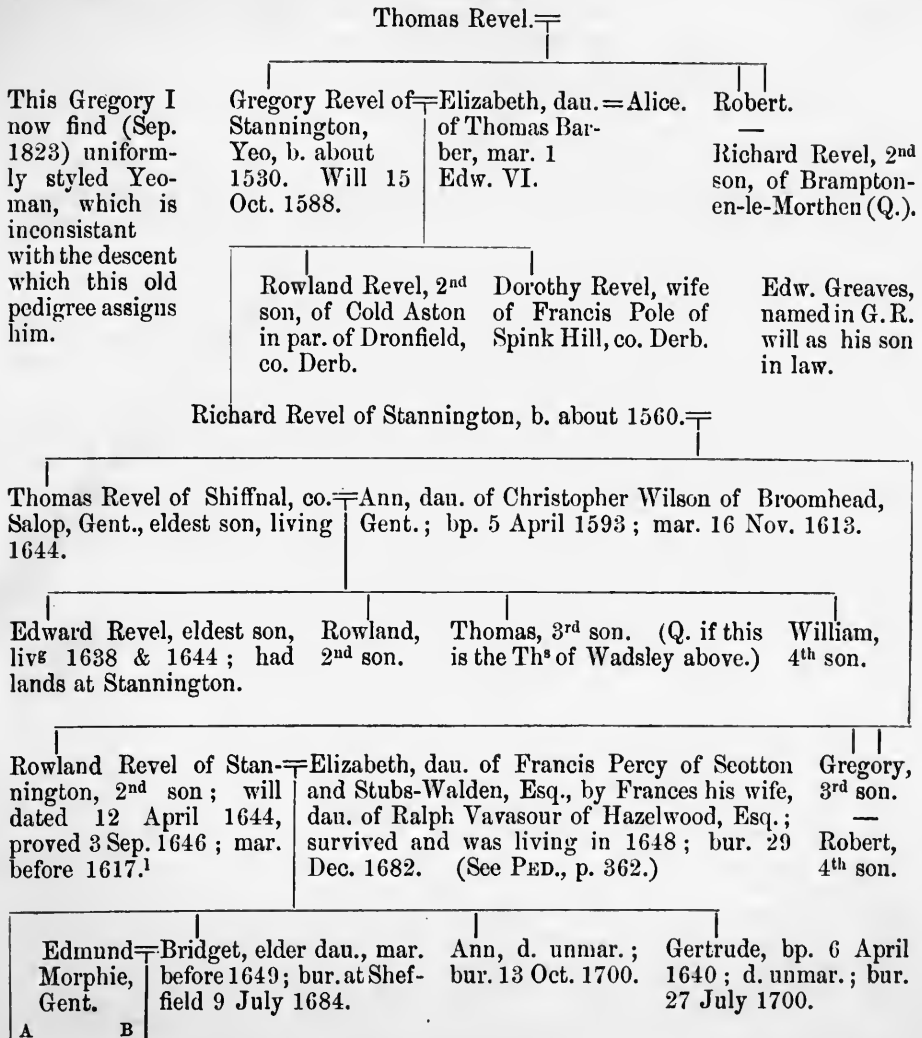 Thomas Revel.
This Gregory I
now find (Sep.
1823) uniform-
ly styled Yeo-
man, which is
inconsistant
with the descent
which this old
pedigree assigns
him.
Gregory Revel of
Stannington,
Yeo, b. about
1530. Will 15
Oct. 1588.
= Elizabeth, dau.
of Thomas Bar-
ber, mar. 1
Edw. VI.
= Alice.
Robert.
—
Richard Revel, 2nd
son, of Brampton-
en-le-Morthen (Q.).
Rowland Revel, 2nd
son, of Cold Aston
in par. of Dronfield,
co. Derb.
Dorothy Revel, wife
of Francis Pole of
Spink Hill, co. Derb.
Edw. Greaves,
named in G. R.
will as his son
in law.
Richard Revel of Stannington, b. about 1560.
Thomas Revel of Shiffnal, co.
Salop, Gent., eldest son, living
1644.
= Ann, dau. of Christopher Wilson of Broomhead,
Gent.; bp. 5 April 1593; mar. 16 Nov. 1613.
Edward Revel, eldest son,
livg 1638 & 1644; had
lands at Stannington.
Rowland,
2nd son.
Thomas, 3rd son. (Q. if this
is the Ths of Wadsley above.)
William,
4th son.
Rowland Revel of Stan-
nington, 2nd son; will
dated 12 April 1644,
proved 3 Sep. 1646; mar.
before 1617.1
= Elizabeth, dau. of Francis Percy of Scotton
and Stubs-Walden, Esq., by Frances his wife,
dau. of Ralph Vavasour of Hazelwood, Esq.;
survived and was living in 1648; bur. 29
Dec. 1682. (See PED., p. 362.)
Gregory,
3rd son.
—
Robert,
4th son.
Edmund
Morphie,
Gent.
= Bridget, elder dau., mar.
before 1649; bur. at Shef-
field 9 July 1684.
Ann, d. unmar.;
bur. 13 Oct. 1700.
Gertrude, bp. 6 April
1640; d. unmar.; bur.
27 July 1700.
A B